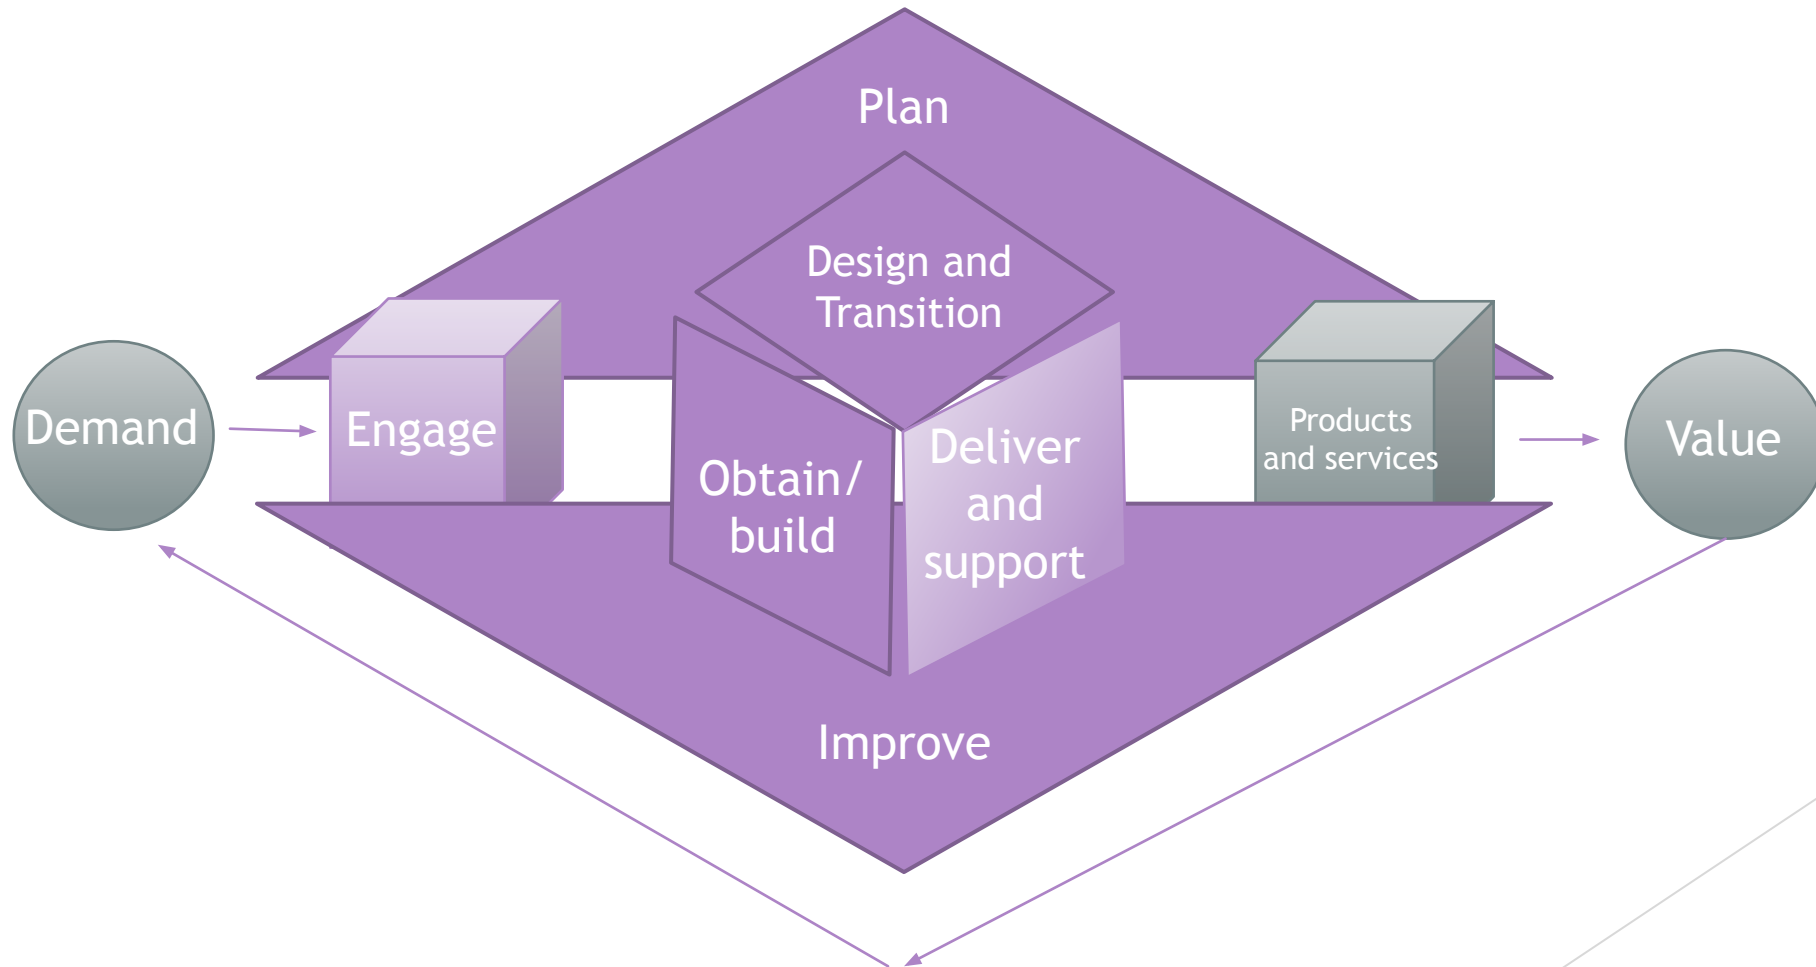 Plan
Design and
Transition
Demand
Engage
Obtain/
build
Deliver
and
support
Products
and services
Value
Improve